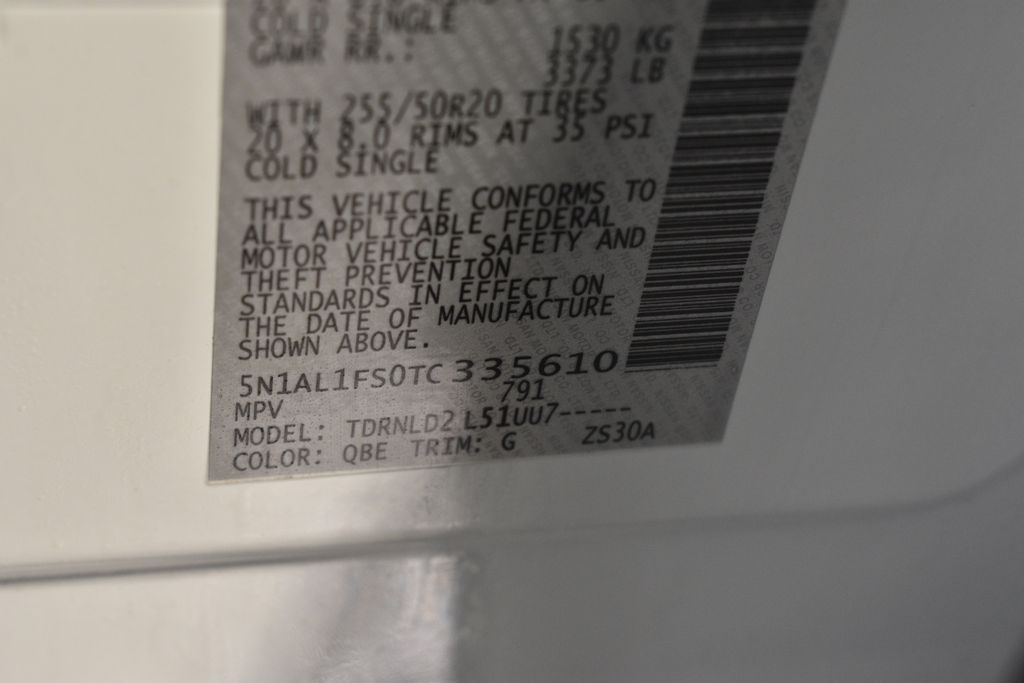 COLD SINGLE
GAWR RR.: 1530 KG
3373 LB
WITH 255/50R20 TIRES
20 X 8.0 RIMS AT 35 PSI
COLD SINGLE
THIS VEHICLE CONFORMS TO
ALL APPLICABLE FEDERAL
MOTOR VEHICLE SAFETY AND
THEFT PREVENTION
STANDARDS IN EFFECT ON
THE DATE OF MANUFACTURE
SHOWN ABOVE.
5N1AL1FS0TC335610
MPV 791
MODEL: TDRNLD2 L51UU7-----
COLOR: QBE TRIM: G ZS30A